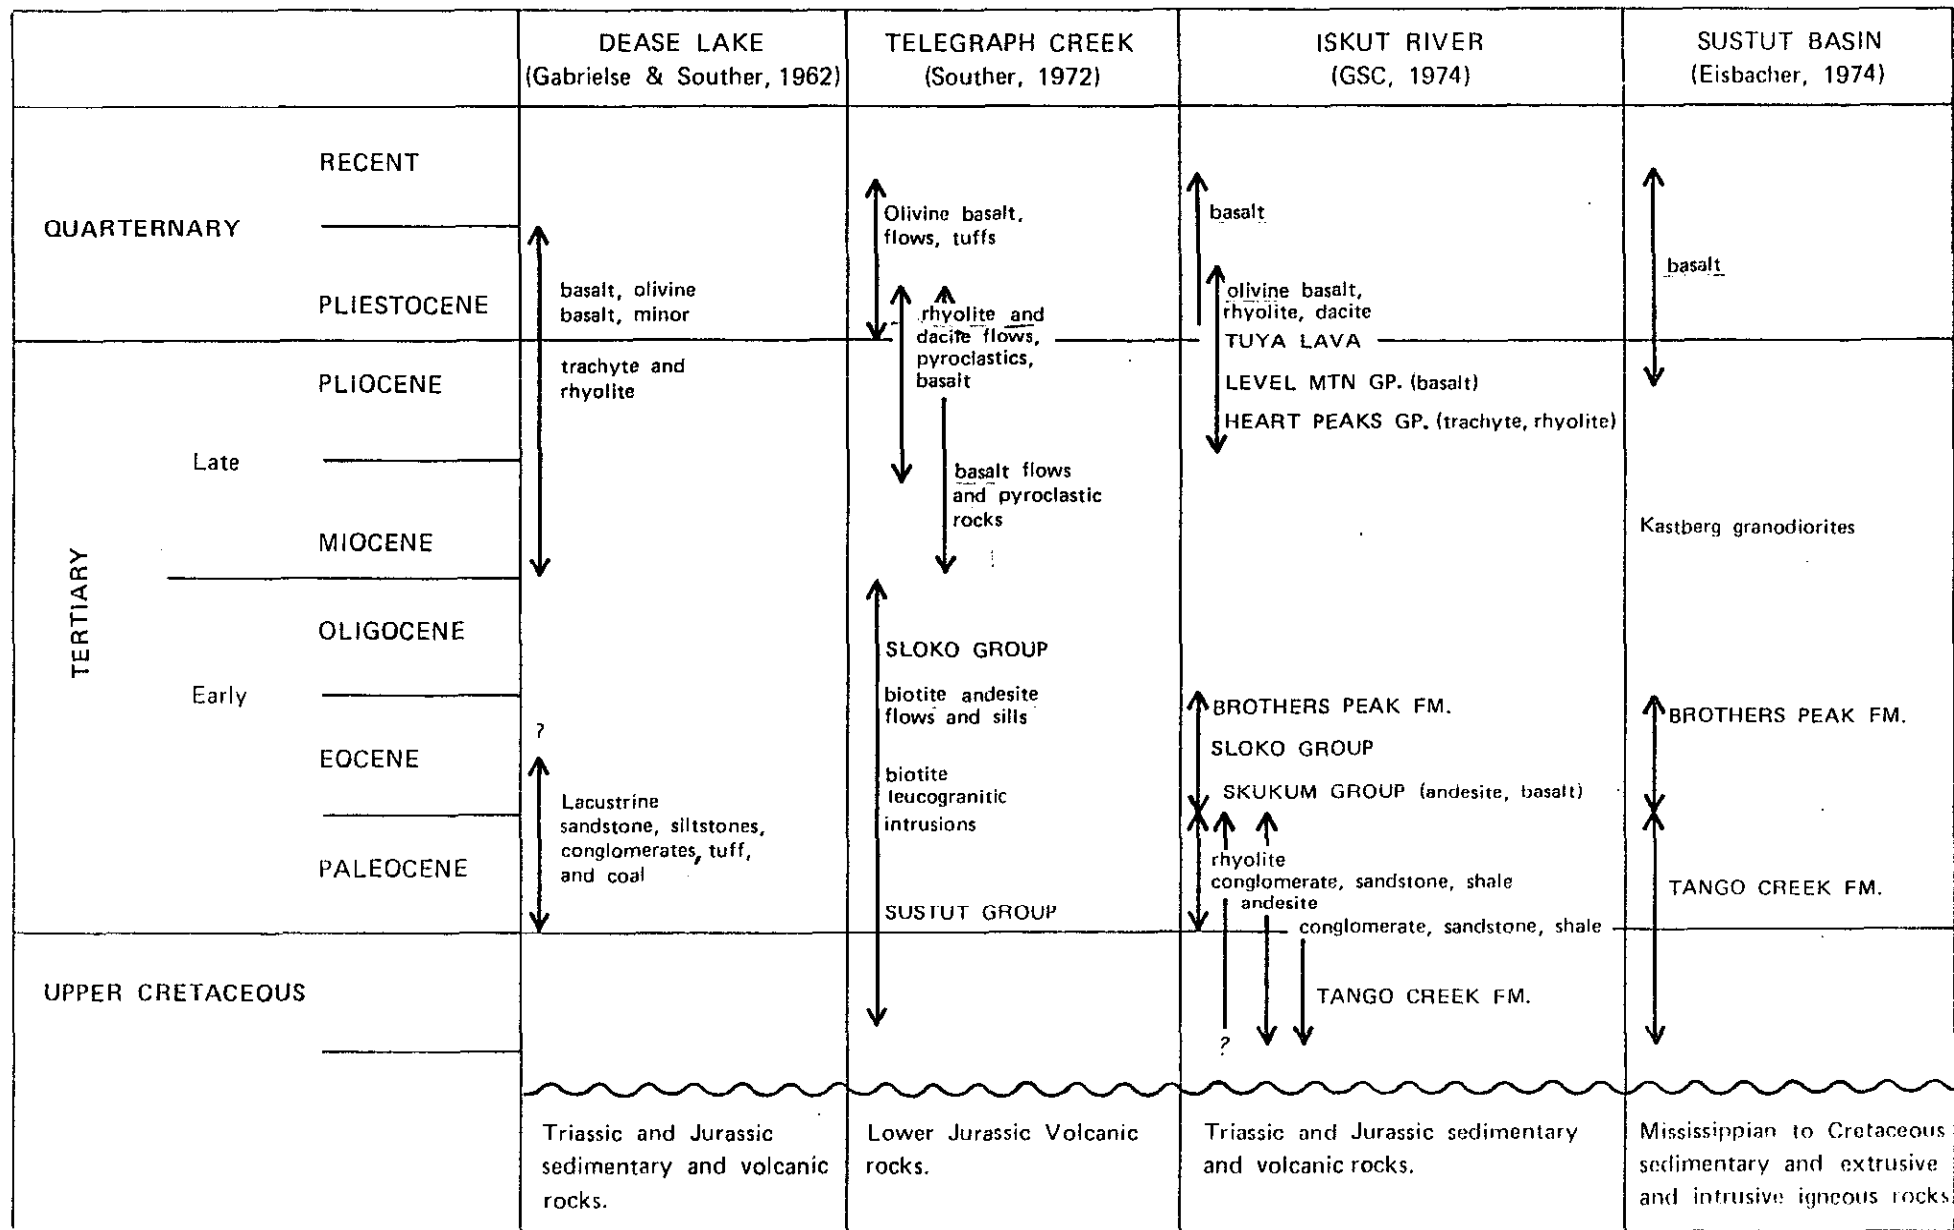 DEASE LAKE
(Gabrielse & Souther, 1962)
TELEGRAPH CREEK
(Souther, 1972)
ISKUT RIVER
(GSC, 1974)
SUSTUT BASIN
(Eisbacher, 1974)
QUARTERNARY
RECENT
PLIESTOCENE
TERTIARY
Late
PLIOCENE
MIOCENE
Early
OLIGOCENE
EOCENE
PALEOCENE
UPPER CRETACEOUS
basalt, olivine
basalt, minor
trachyte and
rhyolite
?
Lacustrine
sandstone, siltstones,
conglomerates, tuff,
and coal
Triassic and Jurassic
sedimentary and volcanic
rocks.
Olivine basalt,
flows, tuffs
rhyolite and
dacite flows,
pyroclastics,
basalt
basalt flows
and pyroclastic
rocks
SLOKO GROUP
biotite andesite
flows and sills
biotite
leucogranitic
intrusions
SUSTUT GROUP
Lower Jurassic Volcanic
rocks.
basalt
olivine basalt,
rhyolite, dacite
TUYA LAVA
LEVEL MTN GP. (basalt)
HEART PEAKS GP. (trachyte, rhyolite)
BROTHERS PEAK FM.
SLOKO GROUP
SKUKUM GROUP (andesite, basalt)
rhyolite
conglomerate, sandstone, shale
andesite
conglomerate, sandstone, shale
TANGO CREEK FM.
?
Triassic and Jurassic sedimentary
and volcanic rocks.
basalt
Kastberg granodiorites
BROTHERS PEAK FM.
TANGO CREEK FM.
Mississippian to Cretaceous
sedimentary and extrusive
and intrusive igneous rocks